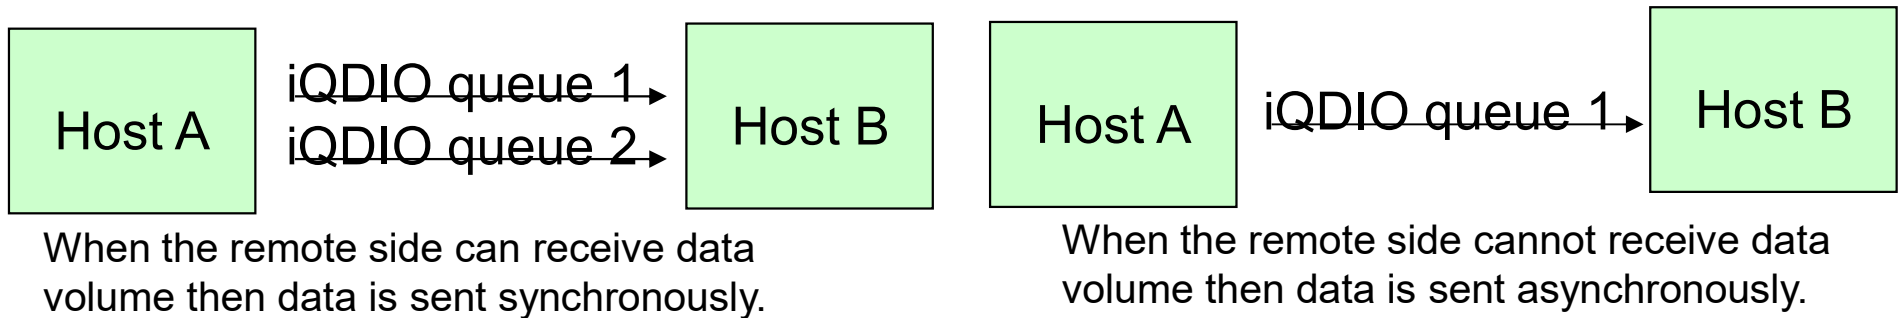 Host A
iQDIO queue 1
iQDIO queue 2
Host B
When the remote side can receive data
volume then data is sent synchronously.
Host A
iQDIO queue 1
Host B
When the remote side cannot receive data
volume then data is sent asynchronously.